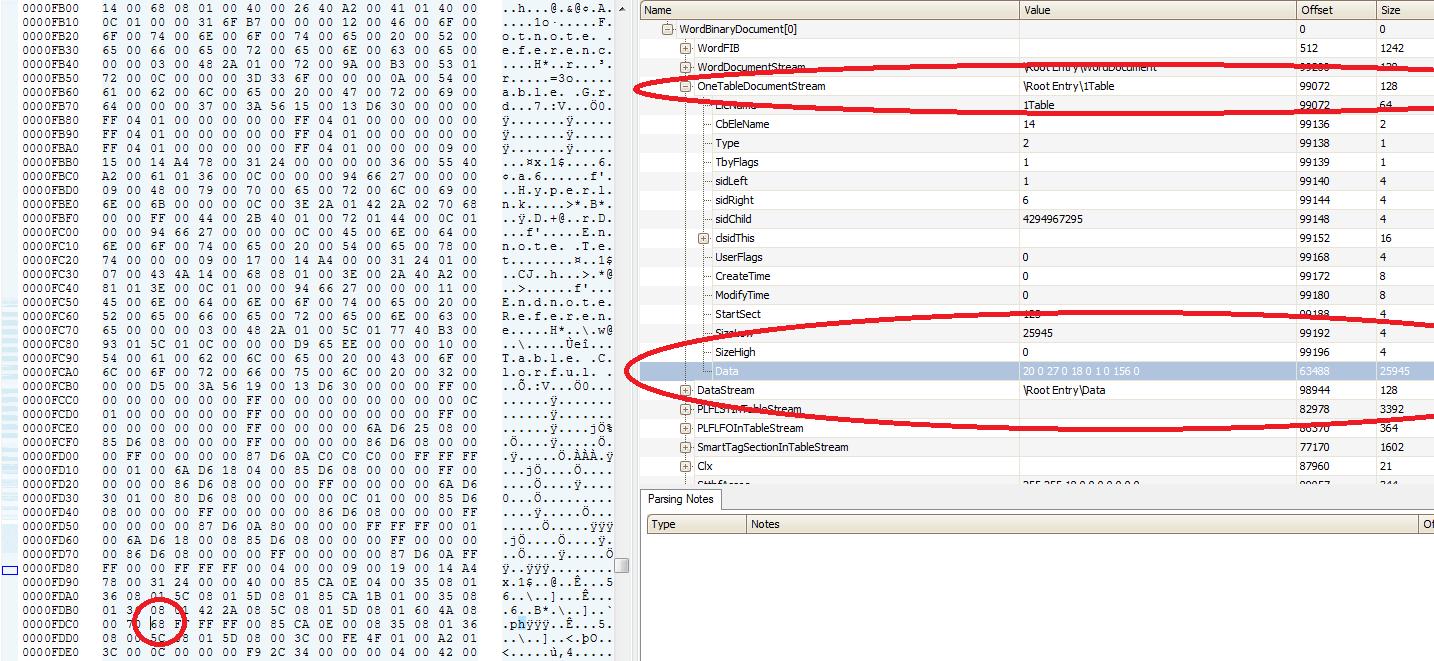 0000FB00 14 00 68 08 01 00 40 00 26 40 A2 00 41 01 40 00 ..h...@.&@¢.A.@.
0000FB10 0C 01 00 00 31 6F B7 00 00 00 12 00 46 00 6F 00 ....1o·.....F.o.
0000FB20 6F 00 74 00 6E 00 6F 00 74 00 65 00 20 00 52 00 o.t.n.o.t.e. .R.
0000FB30 65 00 66 00 65 00 72 00 65 00 6E 00 63 00 65 00 e.f.e.r.e.n.c.e.
0000FB40 00 00 03 00 48 2A 01 00 72 00 9A 00 B3 00 53 01
0000FB50 72 00 0C 00 00 00 3D 33 6F 00 00 00 0A 00 54 00 r.....=3o.....T.
0000FB60 61 00 62 00 6C 00 65 00 20 00 47 00 72 00 69 00 a.b.l.e. .G.r.i.
0000FB70 64 00 00 00 37 00 3A 56 15 00 13 D6 30 00 00 00 d...7.:V...Ö0...
0000FB80 FF 04 01 00 00 00 00 00 FF 04 01 00 00 00 00 00 ÿ.......ÿ.......
0000FB90 FF 04 01 00 00 00 00 00 FF 04 01 00 00 00 00 00 ÿ.......ÿ.......
0000FBA0 FF 04 01 00 00 00 00 00 FF 04 01 00 00 00 09 00 ÿ.......ÿ.......
0000FBB0 15 00 14 A4 78 00 31 24 00 00 00 00 36 00 55 40 ...¤x.1$....6.U@
0000FBC0 A2 00 61 01 36 00 0C 00 00 00 94 66 27 00 00 00 ¢.a.6......f'...
0000FBD0 09 00 48 00 79 00 70 00 65 00 72 00 6C 00 69 00 ..H.y.p.e.r.l.i.
0000FBE0 6E 00 6B 00 00 00 0C 00 3E 2A 01 42 2A 02 70 68 n.k.....>*.B*.ph
0000FBF0 00 00 FF 00 44 00 2B 40 01 00 72 01 44 00 0C 01 ..ÿ.D.+@..r.D...
0000FC00 00 00 94 66 27 00 00 00 0C 00 45 00 6E 00 64 00 ...f'.....E.n.d.
0000FC10 6E 00 6F 00 74 00 65 00 20 00 54 00 65 00 78 00 n.o.t.e. .T.e.x.
0000FC20 74 00 00 00 09 00 17 00 14 A4 00 00 31 24 01 00 t........¤..1$..
0000FC30 07 00 43 4A 14 00 68 08 01 00 3E 00 2A 40 A2 00 ..CJ..h...>.*@¢.
0000FC40 81 01 3E 00 0C 01 00 00 94 66 27 00 00 00 11 00 ..>......f'.....
0000FC50 45 00 6E 00 64 00 6E 00 6F 00 74 00 65 00 20 00 E.n.d.n.o.t.e. .
0000FC60 52 00 65 00 66 00 65 00 72 00 65 00 6E 00 63 00 R.e.f.e.r.e.n.c.
0000FC70 65 00 00 00 03 00 48 2A 01 00 5C 01 77 40 B3 00 e.....H*..\.w@³.
0000FC80 93 01 5C 01 0C 00 00 00 D9 65 EE 00 00 00 10 00 ..\.....Ùeî.....
0000FC90 54 00 61 00 62 00 6C 00 65 00 20 00 43 00 6F 00 T.a.b.l.e. .C.o.
0000FCA0 6C 00 6F 00 72 00 66 00 75 00 6C 00 20 00 32 00 l.o.r.f.u.l. .2.
0000FCB0 00 00 D5 00 3A 56 19 00 13 D6 30 00 00 00 FF 00 ..Õ.:V...Ö0...ÿ.
0000FCC0 00 00 00 00 00 00 FF 00 00 00 00 00 00 00 00 00 ......ÿ.........
0000FCD0 01 00 00 00 00 00 FF 00 00 00 00 00 00 00 FF 00 ......ÿ.......ÿ.
0000FCE0 00 00 00 00 00 00 00 00 00 00 00 6A D6 25 08 00 ...........jÖ%..
0000FCF0 85 D6 08 00 00 00 FF 00 00 00 00 86 D6 08 00 00 .Ö....ÿ.....Ö...
0000FD00 00 FF 00 00 00 00 87 D6 0A C0 C0 C0 00 FF FF FF .ÿ.....Ö.ÀÀÀ.ÿÿÿ
0000FD10 00 01 00 6A D6 18 04 00 85 D6 08 00 00 00 FF 00 ...jÖ....Ö....ÿ.
0000FD20 00 00 00 86 D6 08 00 00 00 FF 00 00 00 00 6A D6 ....Ö....ÿ....jÖ
0000FD30 30 01 00 80 D6 08 00 00 00 00 0C 01 00 00 85 D6 0...Ö..........Ö
0000FD40 08 00 00 00 FF 00 00 00 00 86 D6 08 00 00 00 FF ....ÿ.....Ö....ÿ
0000FD50 00 00 00 00 87 D6 0A 80 00 00 00 FF FF FF 00 01 .....Ö.....ÿÿÿ..
0000FD60 00 6A D6 18 00 08 85 D6 08 00 00 00 FF 00 00 00 .jÖ....Ö....ÿ...
0000FD70 00 86 D6 08 00 00 00 FF 00 00 00 00 87 D6 0A FF ..Ö....ÿ.....Ö.ÿ
0000FD80 FF 00 00 FF FF FF 00 04 00 00 09 00 19 00 14 A4 ÿ..ÿÿÿ.........¤
0000FD90 78 00 31 24 00 00 40 00 85 CA 0E 04 00 35 08 01 x.1$..@..Ê...5..
0000FDA0 36 08 01 5C 08 01 5D 08 01 85 CA 1B 01 00 35 08 6..\..]...Ê...5.
0000FDB0 01 36 08 01 42 2A 08 5C 08 01 5D 08 01 60 4A 08 .6..B*.\..]..`J.
0000FDC0 00 70 68 FF FF FF 00 85 CA 0E 00 08 35 08 01 36 .phÿÿÿ..Ê...5..6
0000FDD0 08 00 5C 08 01 5D 08 00 3C 00 FE 4F 01 00 A2 01 ..\..]..<.þO..¢.
0000FDE0 3C 00 0C 00 00 00 F9 2C 34 00 00 00 04 00 42 00 <.....ù,4.....B.
Name Value Offset Size
WordBinaryDocument[0] 0 0
WordFIB 512 1242
WordDocumentStream \Root Entry\WordDocument 99200 128
OneTableDocumentStream \Root Entry\1Table 99072 128
EleName 1Table 99072 64
CbEleName 14 99136 2
Type 2 99138 1
TbyFlags 1 99139 1
sidLeft 1 99140 4
sidRight 6 99144 4
sidChild 4294967295 99148 4
clsidThis 99152 16
UserFlags 0 99168 4
CreateTime 0 99172 8
ModifyTime 0 99180 8
StartSect 123 99188 4
SizeLow 25945 99192 4
SizeHigh 0 99196 4
Data 20 0 27 0 18 0 1 0 156 0 63488 25945
DataStream \Root Entry\Data 98944 128
PLFLSTInTableStream 82978 3392
PLFLFOInTableStream 86370 364
SmartTagSectionInTableStream 77170 1602
Clx 87960 21
Parsing Notes
Type Notes Of